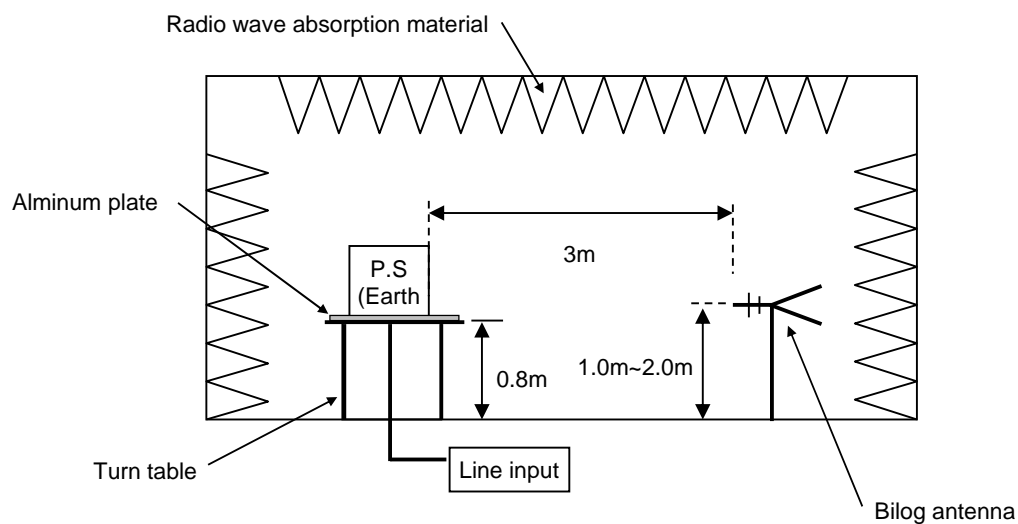 Radio wave absorption material
Alminum plate
3m
P.S
(Earth
0.8m
1.0m~2.0m
Turn table
Line input
Bilog antenna